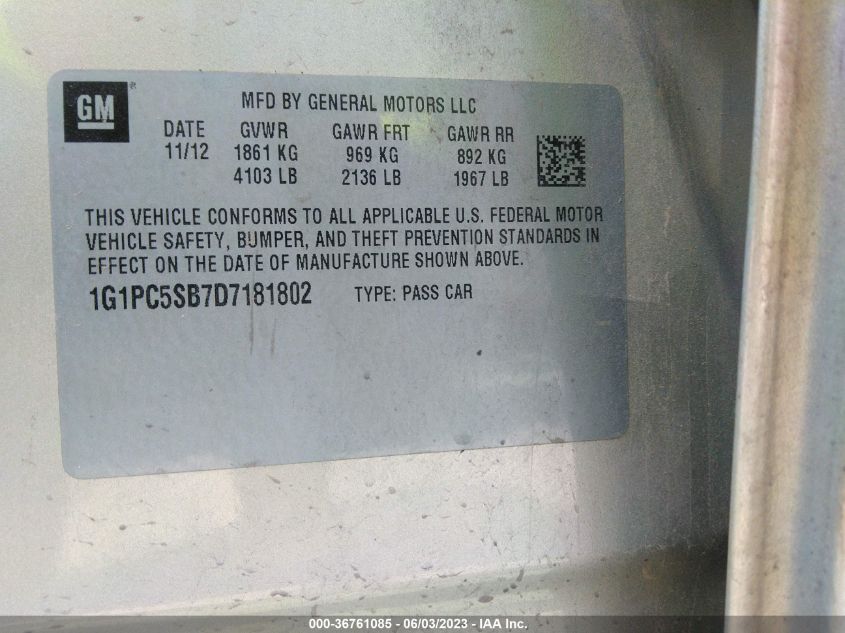 GM
MFD BY GENERAL MOTORS LLC
DATE GVWR GAWR FRT GAWR RR
11/12 1861 KG 969 KG 892 KG
4103 LB 2136 LB 1967 LB
THIS VEHICLE CONFORMS TO ALL APPLICABLE U.S. FEDERAL MOTOR
VEHICLE SAFETY, BUMPER, AND THEFT PREVENTION STANDARDS IN
EFFECT ON THE DATE OF MANUFACTURE SHOWN ABOVE.
1G1PC5SB7D7181802 TYPE: PASS CAR
000-36761085 - 06/03/2023 - IAA Inc.